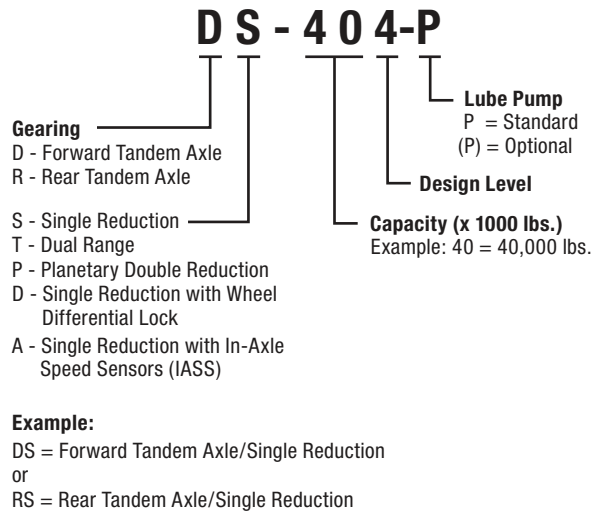 D S - 4 0 4-P
Lube Pump
P = Standard
(P) = Optional
Design Level
Capacity (x 1000 lbs.)
Example: 40 = 40,000 lbs.
Gearing
D - Forward Tandem Axle
R - Rear Tandem Axle
S - Single Reduction
T - Dual Range
P - Planetary Double Reduction
D - Single Reduction with Wheel
Differential Lock
A - Single Reduction with In-Axle
Speed Sensors (IASS)
Example:
DS = Forward Tandem Axle/Single Reduction
or
RS = Rear Tandem Axle/Single Reduction